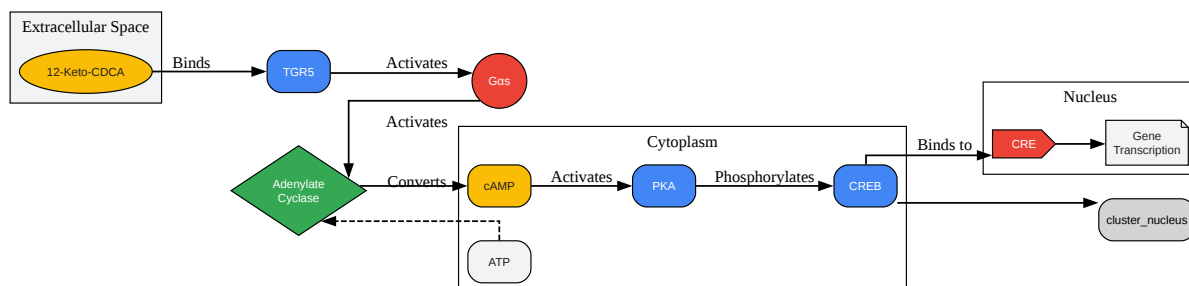 Extracellular Space
12-Keto-CDCA
Binds
TGR5
Activates
Gαs
Activates
Adenylate
Cyclase
Converts
Cytoplasm
cAMP
Activates
PKA
Phosphorylates
CREB
ATP
Binds to
Nucleus
CRE
Gene
Transcription
cluster_nucleus